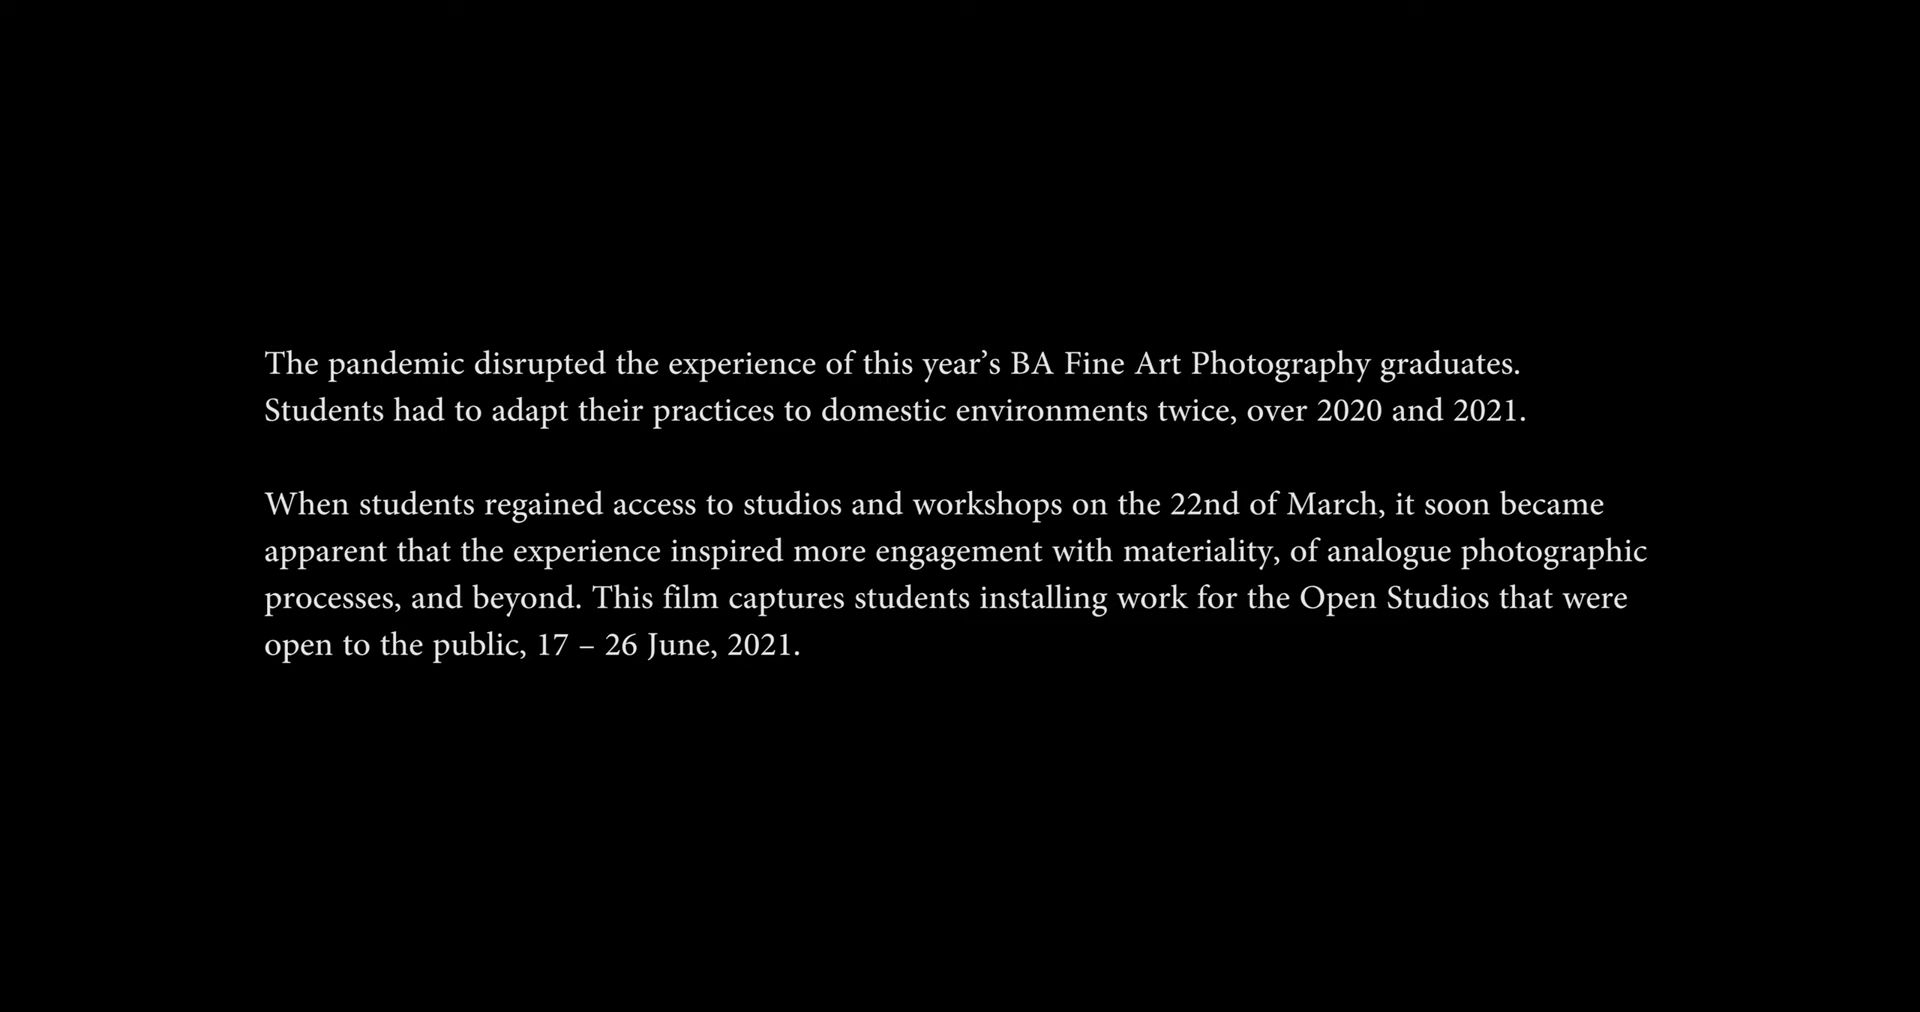 The pandemic disrupted the experience of this year’s BA Fine Art Photography graduates.
Students had to adapt their practices to domestic environments twice, over 2020 and 2021.
When students regained access to studios and workshops on the 22nd of March, it soon became
apparent that the experience inspired more engagement with materiality, of analogue photographic
processes, and beyond. This film captures students installing work for the Open Studios that were
open to the public, 17 – 26 June, 2021.